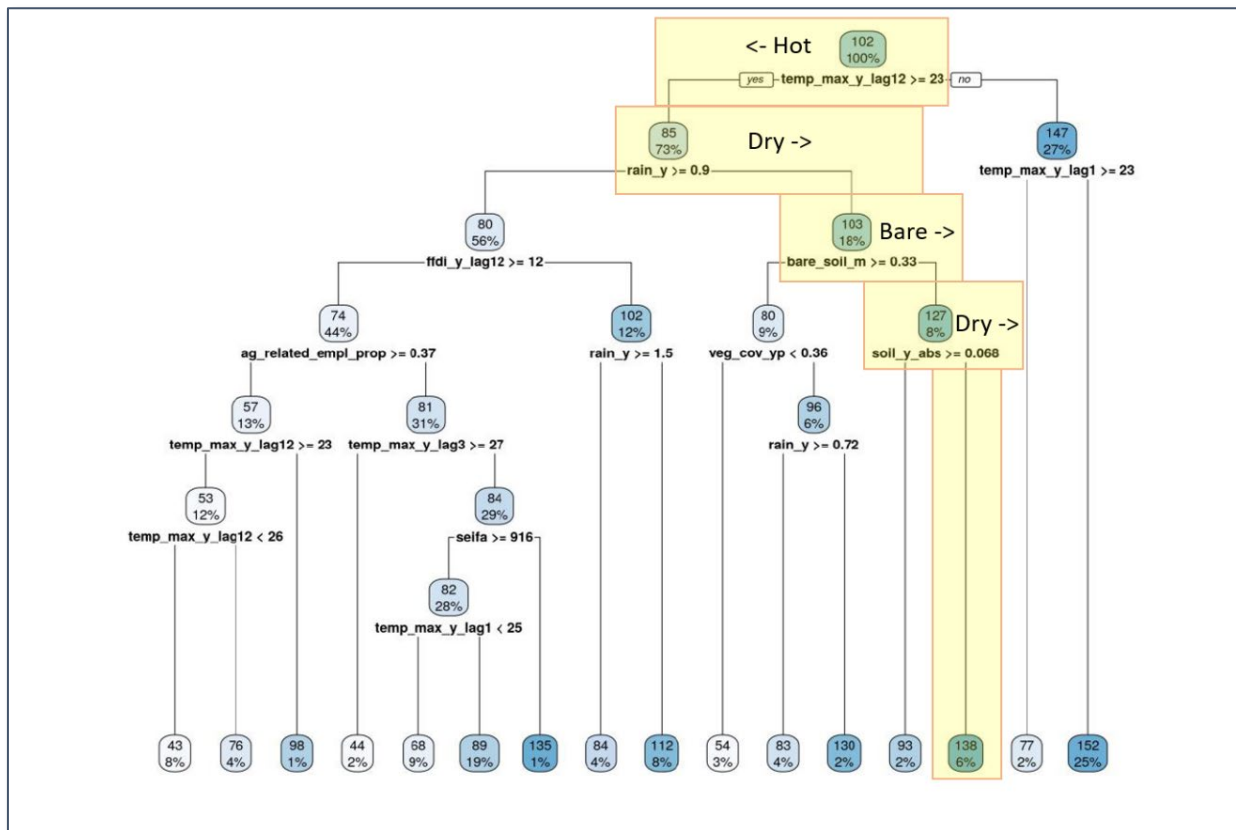 <- Hot
102
100%
yes
temp_max_y_lag12 >= 23
no
85
73%
Dry ->
147
27%
rain_y >= 0.9
temp_max_y_lag1 >= 23
80
56%
103
18%
Bare ->
ffdi_y_lag12 >= 12
bare_soil_m >= 0.33
74
44%
102
12%
80
9%
127
8%
Dry ->
ag_related_empl_prop >= 0.37
rain_y >= 1.5
veg_cov_yp < 0.36
soil_y_abs >= 0.068
57
13%
81
31%
96
6%
temp_max_y_lag12 >= 23
temp_max_y_lag3 >= 27
rain_y >= 0.72
53
12%
84
29%
temp_max_y_lag12 < 26
seifa >= 916
82
28%
temp_max_y_lag1 < 25
43
8%
76
4%
98
1%
44
2%
68
9%
89
19%
135
1%
84
4%
112
8%
54
3%
83
4%
130
2%
93
2%
138
6%
77
2%
152
25%